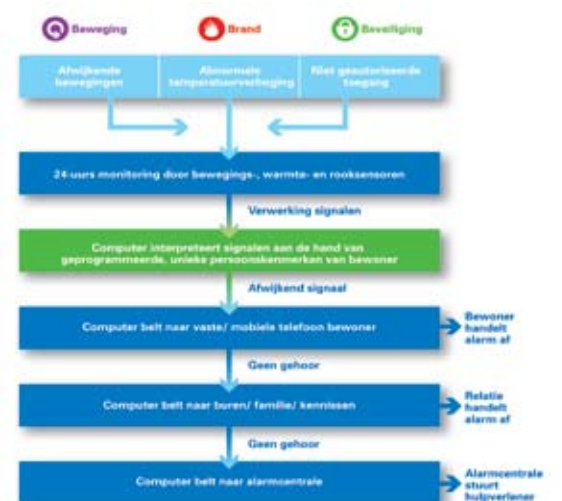 Beweging
Brand
Beveiliging
Afwijkende
bewegingen
Abnormale
temperatuurverhoging
Niet geautoriseerde
toegang
24-uurs monitoring door bewegings-, warmte- en rooksensoren
Verwerking signalen
Computer interpreteert signalen aan de hand van
geprogrammeerde, unieke persoonskenmerken van bewoner
Afwijkend signaal
Computer belt naar vaste/ mobiele telefoon bewoner
Bewoner
handelt
alarm af
Geen gehoor
Computer belt naar buren/ familie/ kennissen
Relatie
handelt
alarm af
Geen gehoor
Computer belt naar alarmcentrale
Alarmcentrale
stuurt
hulpverlener